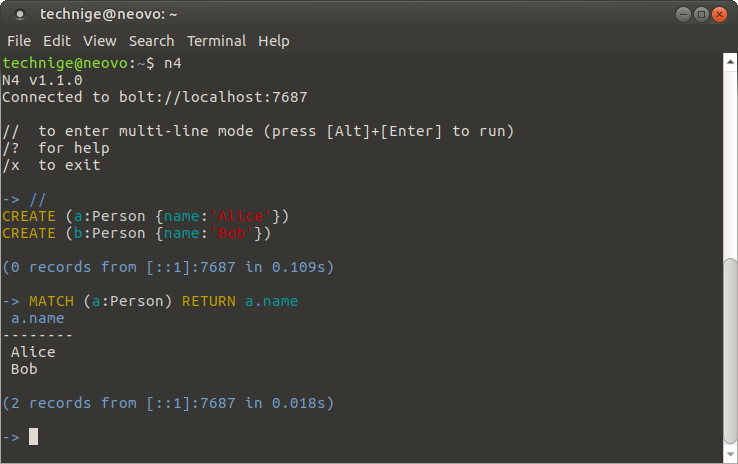 technige@neovo: ~
File Edit View Search Terminal Help
technige@neovo:~$ n4
N4 v1.1.0
Connected to bolt://localhost:7687
//  to enter multi-line mode (press [Alt]+[Enter] to run)
/?  for help
/x  to exit
-> //
CREATE (a:Person {name:'Alice'})
CREATE (b:Person {name:'Bob'})
(0 records from [::1]:7687 in 0.109s)
-> MATCH (a:Person) RETURN a.name
a.name
--------
Alice
Bob
(2 records from [::1]:7687 in 0.018s)
->